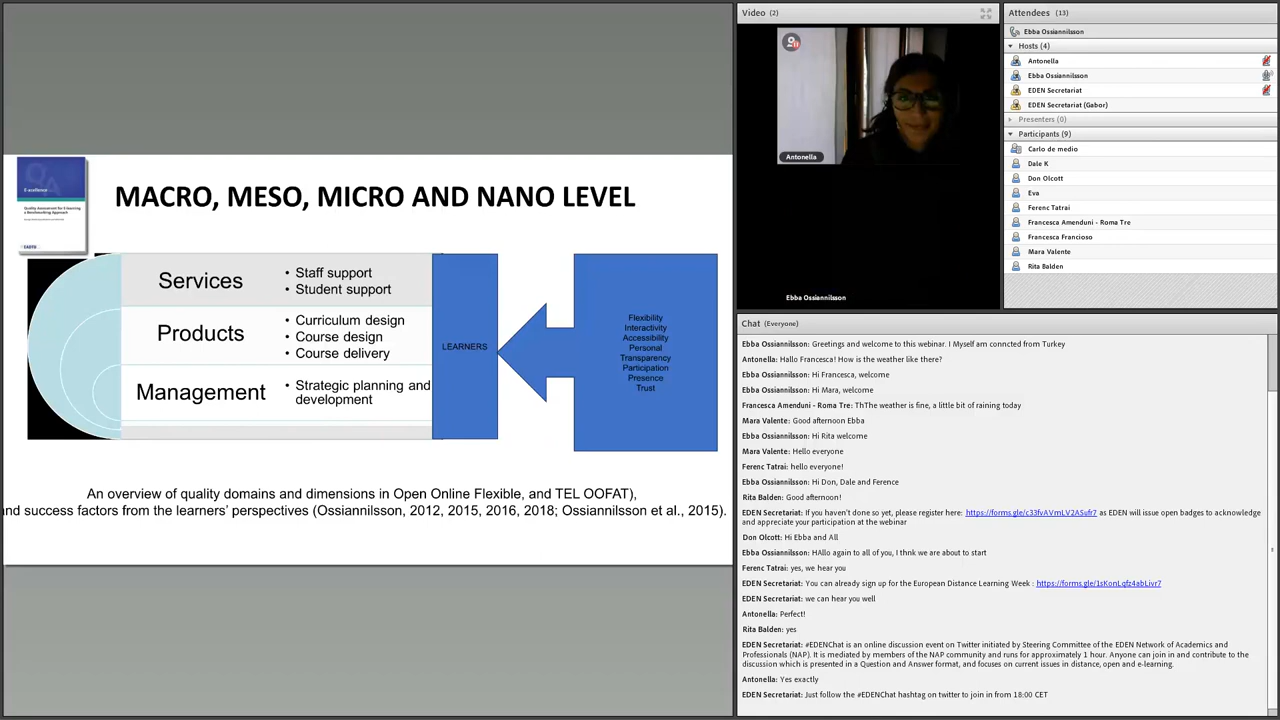 E-xcellence
Quality Assessment for E-learning
a Benchmarking Approach
EADTU
MACRO, MESO, MICRO AND NANO LEVEL
Services
• Staff support
• Student support
Products
• Curriculum design
• Course design
• Course delivery
Management
• Strategic planning and
development
LEARNERS
Flexibility
Interactivity
Accessibility
Personal
Transparency
Participation
Presence
Trust
An overview of quality domains and dimensions in Open Online Flexible, and TEL OOFAT),
nd success factors from the learners' perspectives (Ossiannilsson, 2012, 2015, 2016, 2018; Ossiannilsson et al., 2015).
Video (2)
Antonella
Ebba Ossiannilsson
Attendees (13)
Ebba Ossiannilsson
Hosts (4)
Antonella
Ebba Ossiannilsson
EDEN Secretariat
EDEN Secretariat (Gabor)
Presenters (0)
Participants (9)
Carlo de medio
Dale K
Don Olcott
Eva
Ferenc Tatrai
Francesca Amenduni - Roma Tre
Francesca Francioso
Mara Valente
Rita Balden
Chat (Everyone)
Ebba Ossiannilsson: Greetings and welcome to this webinar. I Myself am conncted from Turkey
Antonella: Hallo Francesca! How is the weather like there?
Ebba Ossiannilsson: Hi Francesca, welcome
Ebba Ossiannilsson: Hi Mara, welcome
Francesca Amenduni - Roma Tre: ThThe weather is fine, a little bit of raining today
Mara Valente: Good afternoon Ebba
Ebba Ossiannilsson: Hi Rita welcome
Mara Valente: Hello everyone
Ferenc Tatrai: hello everyone!
Ebba Ossiannilsson: Hi Don, Dale and Ference
Rita Balden: Good afternoon!
EDEN Secretariat: If you haven't done so yet, please register here: https://forms.gle/c33fvAVmLV2ASufr7 as EDEN will issue open badges to acknowledge
and appreciate your participation at the webinar
Don Olcott: Hi Ebba and All
Ebba Ossiannilsson: HAllo again to all of you, I thnk we are about to start
Ferenc Tatrai: yes, we hear you
EDEN Secretariat: You can already sign up for the European Distance Learning Week : https://forms.gle/1sKonLqfz4abLivr7
EDEN Secretariat: we can hear you well
Antonella: Perfect!
Rita Balden: yes
EDEN Secretariat: #EDENChat is an online discussion event on Twitter initiated by Steering Committee of the EDEN Network of Academics and
Professionals (NAP). It is mediated by members of the NAP community and runs for approximately 1 hour. Anyone can join in and contribute to the
discussion which is presented in a Question and Answer format, and focuses on current issues in distance, open and e-learning.
Antonella: Yes exactly
EDEN Secretariat: Just follow the #EDENChat hashtag on twitter to join in from 18:00 CET